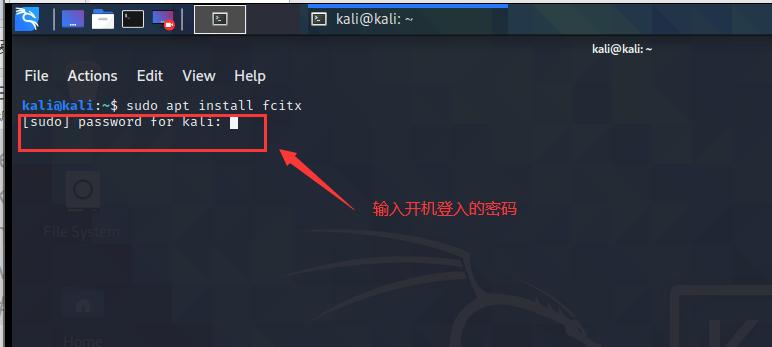 kali@kali: ~
kali@kali: ~
File Actions Edit View Help
kali@kali:~$ sudo apt install fcitx
[sudo] password for kali:
输入开机登入的密码
File System
Home